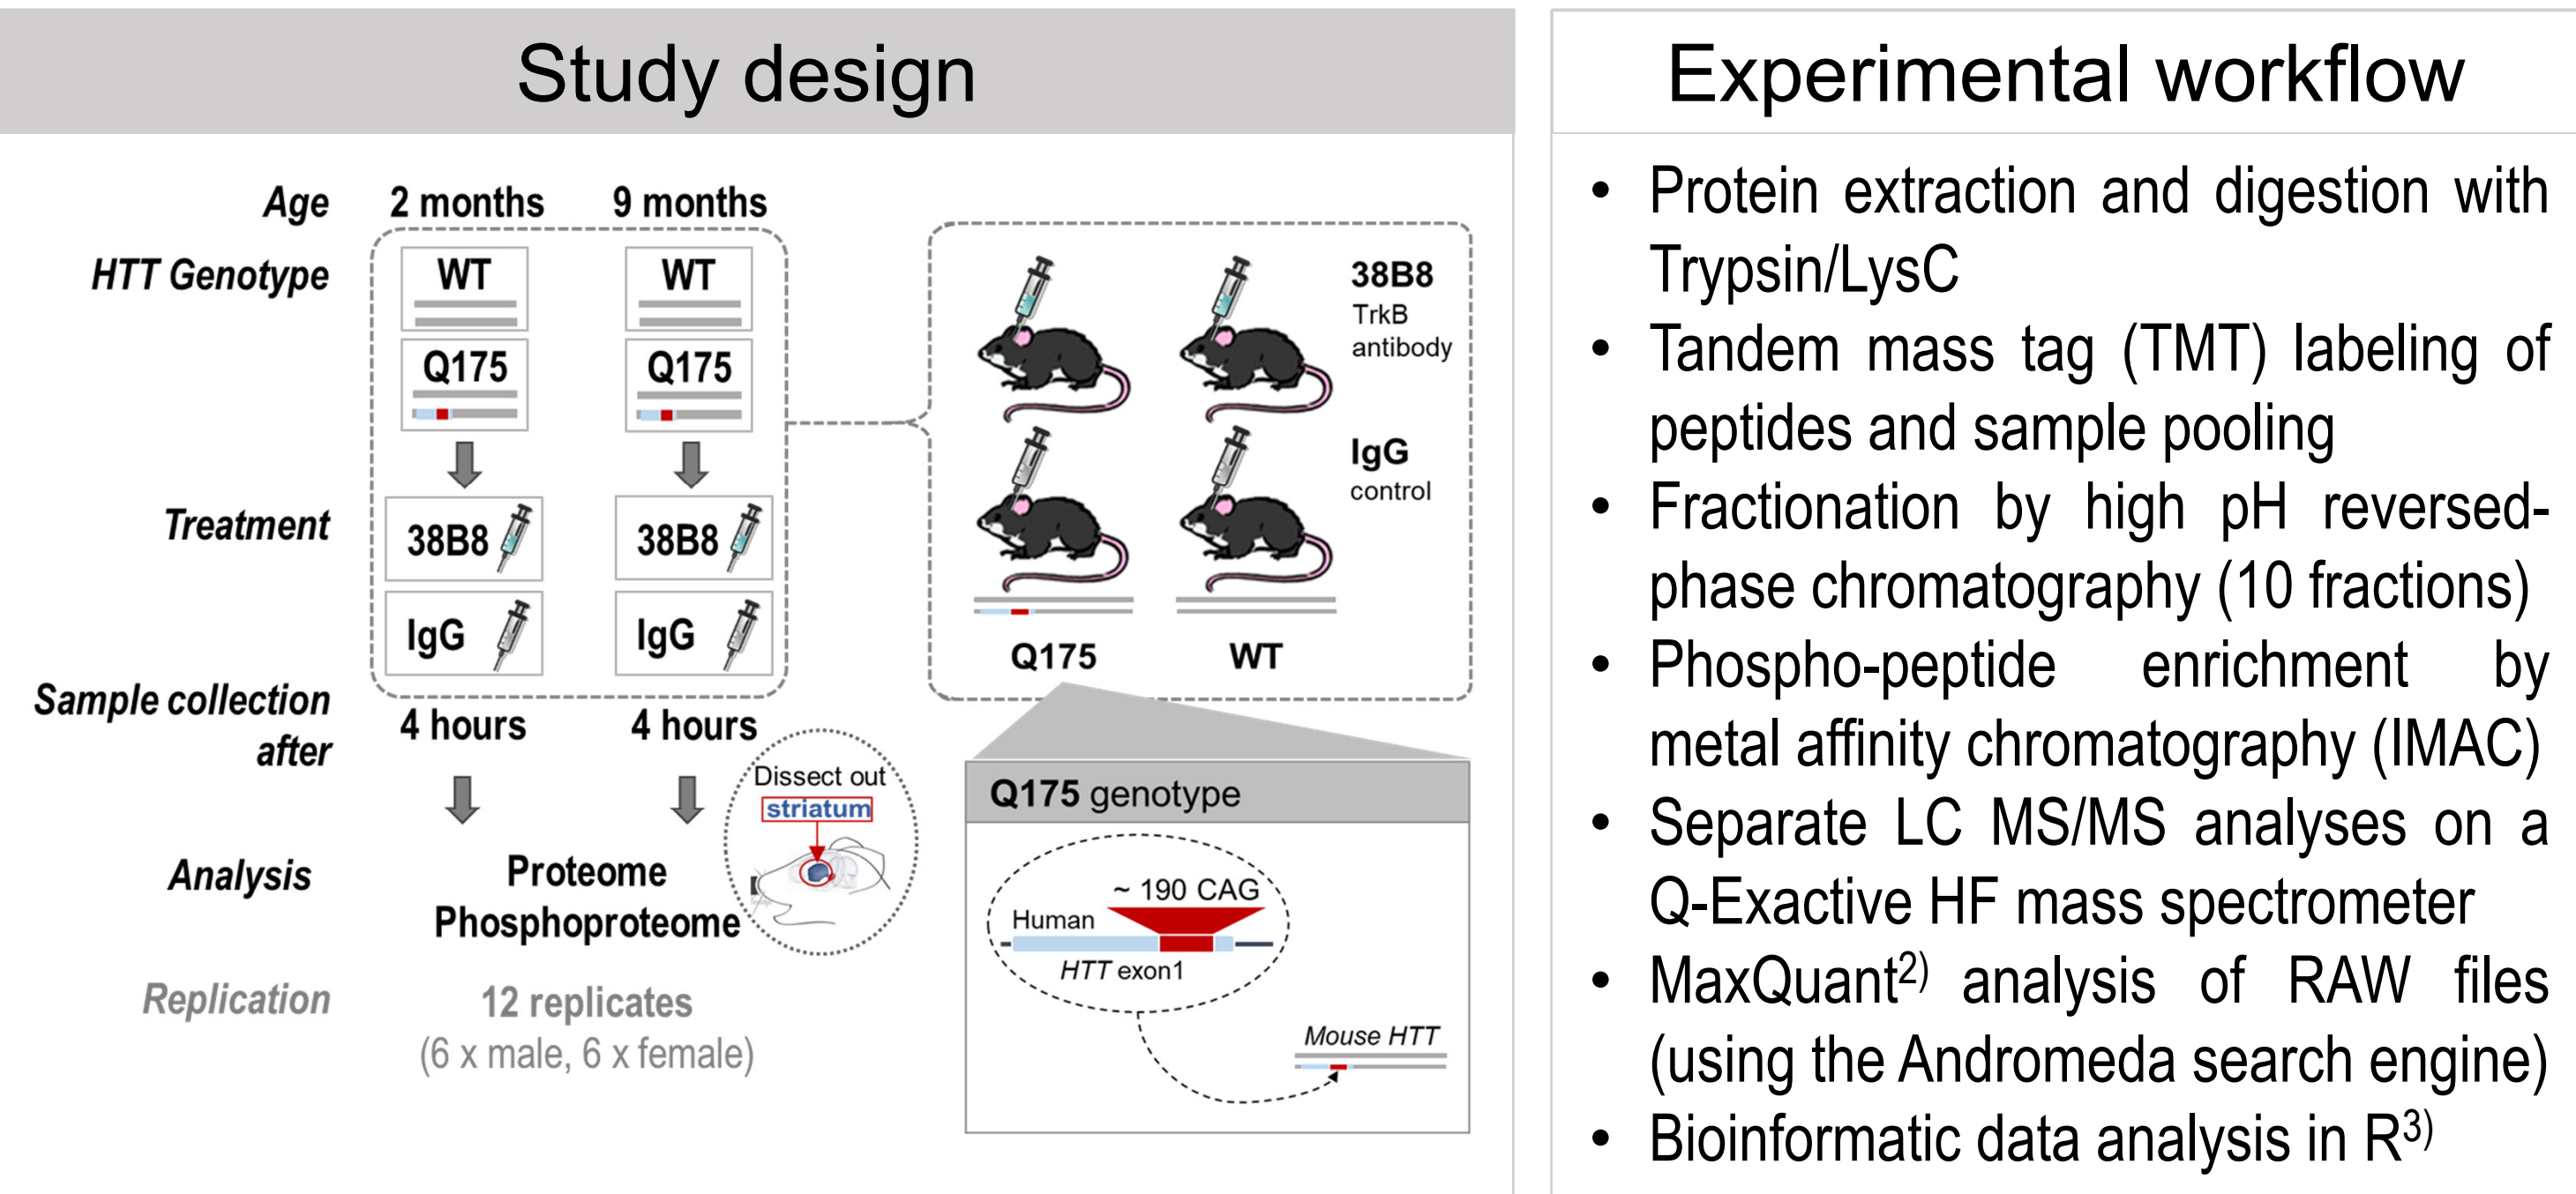 Study design
Age 2 months 9 months
HTT Genotype WT WT
Q175 Q175
Treatment 38B8 38B8
IgG IgG
Sample collection
after
4 hours 4 hours
Dissect out
striatum
Analysis Proteome
Phosphoproteome
Replication 12 replicates
(6 x male, 6 x female)
38B8
TrkB
antibody
IgG
control
Q175 WT
Q175 genotype
~ 190 CAG
Human
HTT exon1
Mouse HTT
Experimental workflow
• Protein extraction and digestion with
Trypsin/LysC
• Tandem mass tag (TMT) labeling of
peptides and sample pooling
• Fractionation by high pH reversed-
phase chromatography (10 fractions)
• Phospho-peptide enrichment by
metal affinity chromatography (IMAC)
• Separate LC MS/MS analyses on a
Q-Exactive HF mass spectrometer
• MaxQuant2) analysis of RAW files
(using the Andromeda search engine)
• Bioinformatic data analysis in R3)